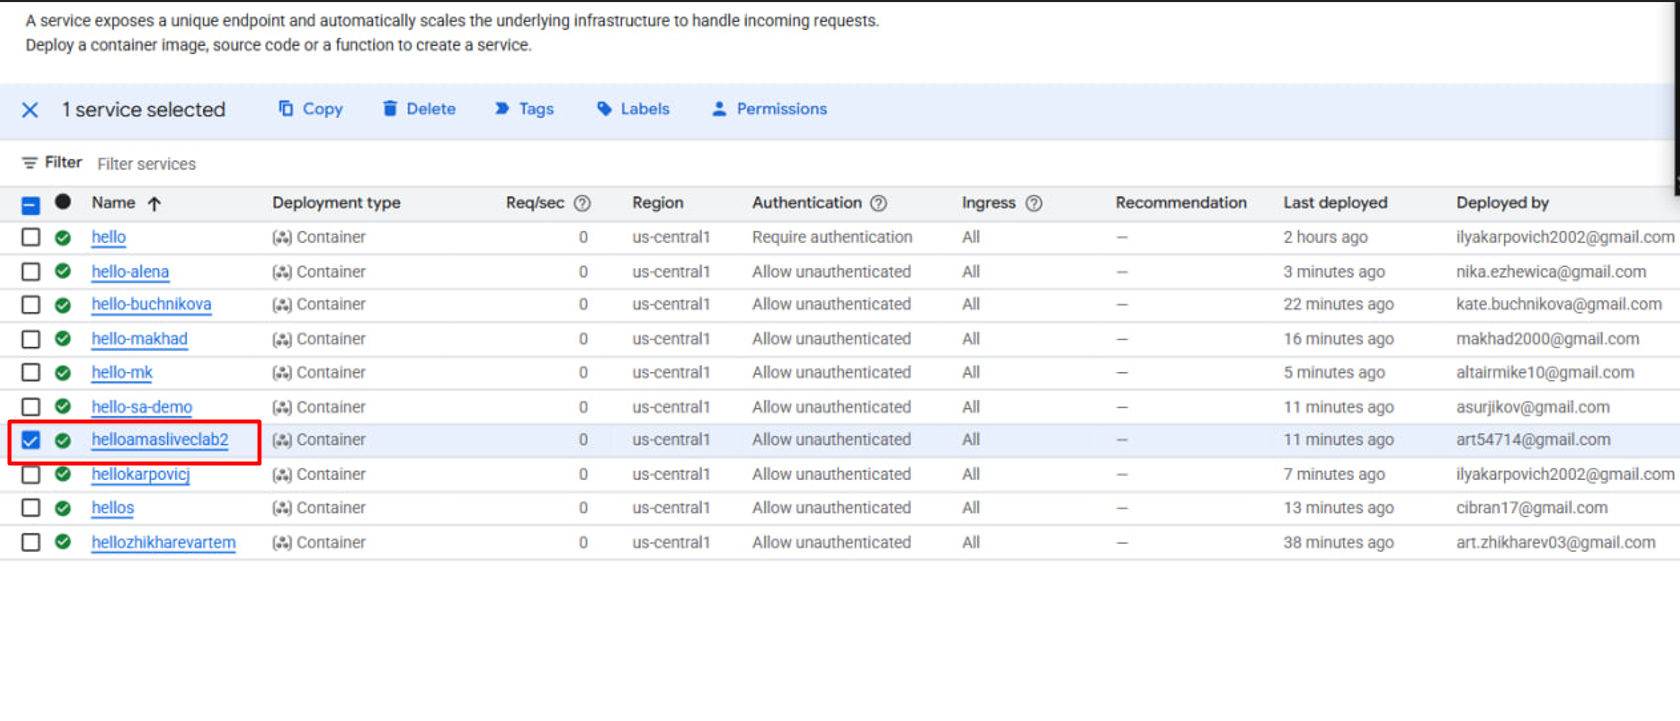 A service exposes a unique endpoint and automatically scales the underlying infrastructure to handle incoming requests.
Deploy a container image, source code or a function to create a service.
1 service selected Copy Delete Tags Labels Permissions
Filter Filter services
Name Deployment type Req/sec Region Authentication Ingress Recommendation Last deployed Deployed by
hello Container 0 us-central1 Require authentication All — 2 hours ago ilyakarpovich2002@gmail.com
hello-alena Container 0 us-central1 Allow unauthenticated All — 3 minutes ago nika.ezhewica@gmail.com
hello-buchnikova Container 0 us-central1 Allow unauthenticated All — 22 minutes ago kate.buchnikova@gmail.com
hello-makhad Container 0 us-central1 Allow unauthenticated All — 16 minutes ago makhad2000@gmail.com
hello-mk Container 0 us-central1 Allow unauthenticated All — 5 minutes ago altairmike10@gmail.com
hello-sa-demo Container 0 us-central1 Allow unauthenticated All — 11 minutes ago asurjikov@gmail.com
helloamasliveclab2 Container 0 us-central1 Allow unauthenticated All — 11 minutes ago art54714@gmail.com
hellokarpovicj Container 0 us-central1 Allow unauthenticated All — 7 minutes ago ilyakarpovich2002@gmail.com
hellos Container 0 us-central1 Allow unauthenticated All — 13 minutes ago cibran17@gmail.com
hellozhikharevartem Container 0 us-central1 Allow unauthenticated All — 38 minutes ago art.zhikharev03@gmail.com